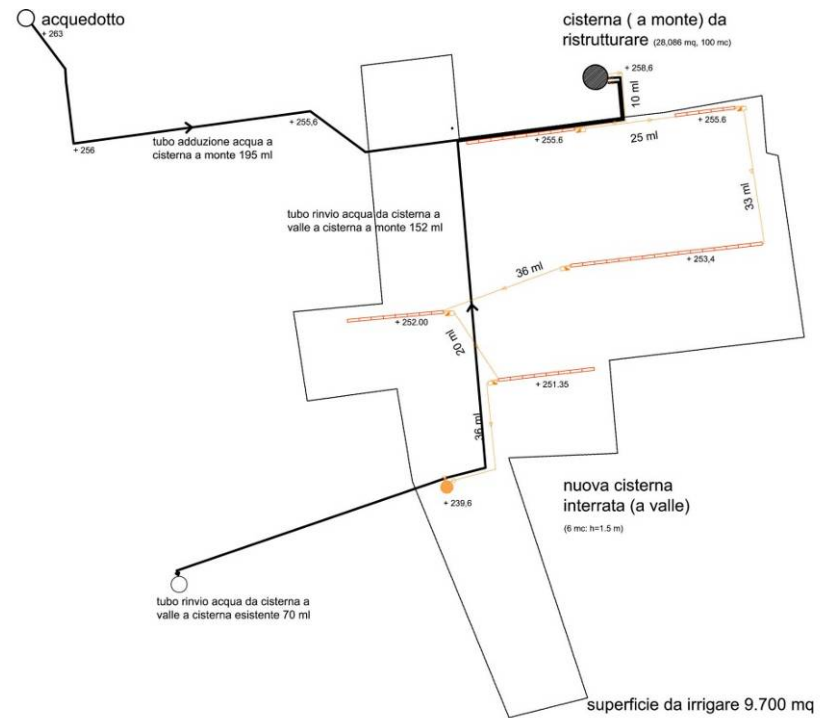 acquedotto
+ 263
cisterna ( a monte) da
ristrutturare (28,086 mq, 100 mc)
+ 258,6
10 ml
+ 256
+ 255,6
tubo adduzione acqua a
cisterna a monte 195 ml
+ 255.6
25 ml
+ 255.6
33 ml
tubo rinvio acqua da cisterna a
valle a cisterna a monte 152 ml
36 ml
+ 253,4
+ 252.00
20 ml
+ 251.35
36 ml
nuova cisterna
interrata (a valle)
(6 mc: h=1.5 m)
+ 239,6
tubo rinvio acqua da cisterna a
valle a cisterna esistente 70 ml
superficie da irrigare 9.700 mq